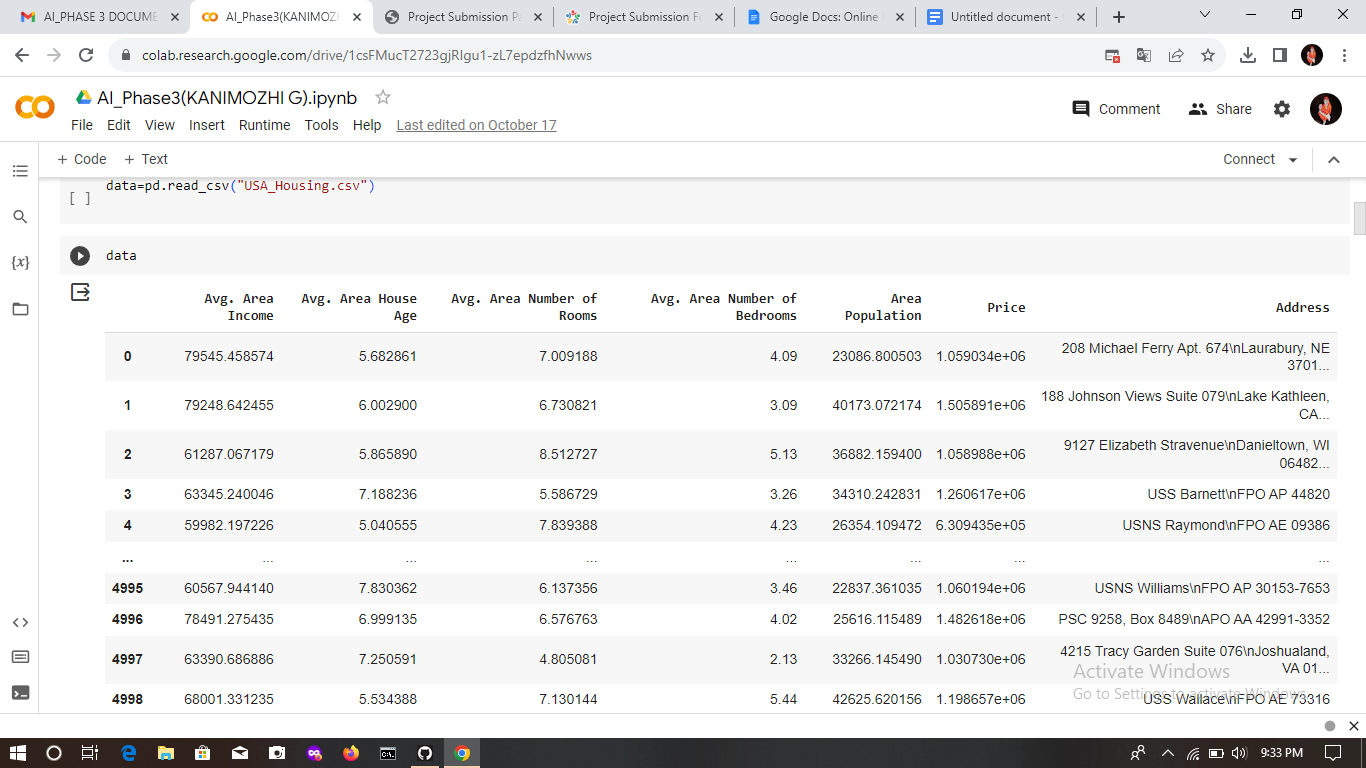 AI_PHASE 3 DOCUME
AI_Phase3(KANIMOZH
Project Submission Pa
Project Submission Fo
Google Docs: Online
Untitled document -
colab.research.google.com/drive/1csFMucT2723gjRIgu1-zL7epdzfhNwws
AI_Phase3(KANIMOZHI G).ipynb
Comment
Share
File Edit View Insert Runtime Tools Help Last edited on October 17
+ Code + Text
Connect
data=pd.read_csv("USA_Housing.csv")
[ ]
{x}
data
Avg. Area Income Avg. Area House Age Avg. Area Number of Rooms Avg. Area Number of Bedrooms Area Population Price Address
0 79545.458574 5.682861 7.009188 4.09 23086.800503 1.059034e+06 208 Michael Ferry Apt. 674\nLaurabury, NE
3701...
1 79248.642455 6.002900 6.730821 3.09 40173.072174 1.505891e+06 188 Johnson Views Suite 079\nLake Kathleen,
CA...
2 61287.067179 5.865890 8.512727 5.13 36882.159400 1.058988e+06 9127 Elizabeth Stravenue\nDanieltown, WI
06482...
3 63345.240046 7.188236 5.586729 3.26 34310.242831 1.260617e+06 USS Barnett\nFPO AP 44820
4 59982.197226 5.040555 7.839388 4.23 26354.109472 6.309435e+05 USNS Raymond\nFPO AE 09386
... ... ... ... ... ... ... ...
4995 60567.944140 7.830362 6.137356 3.46 22837.361035 1.060194e+06 USNS Williams\nFPO AP 30153-7653
4996 78491.275435 6.999135 6.576763 4.02 25616.115489 1.482618e+06 PSC 9258, Box 8489\nAPO AA 42991-3352
4997 63390.686886 7.250591 4.805081 2.13 33266.145490 1.030730e+06 4215 Tracy Garden Suite 076\nJoshualand,
VA 01...
4998 68001.331235 5.534388 7.130144 5.44 42625.620156 1.198657e+06 USS Wallace\nFPO AE 73316
Activate Windows
Go to Settings to activate Windows.
9:33 PM